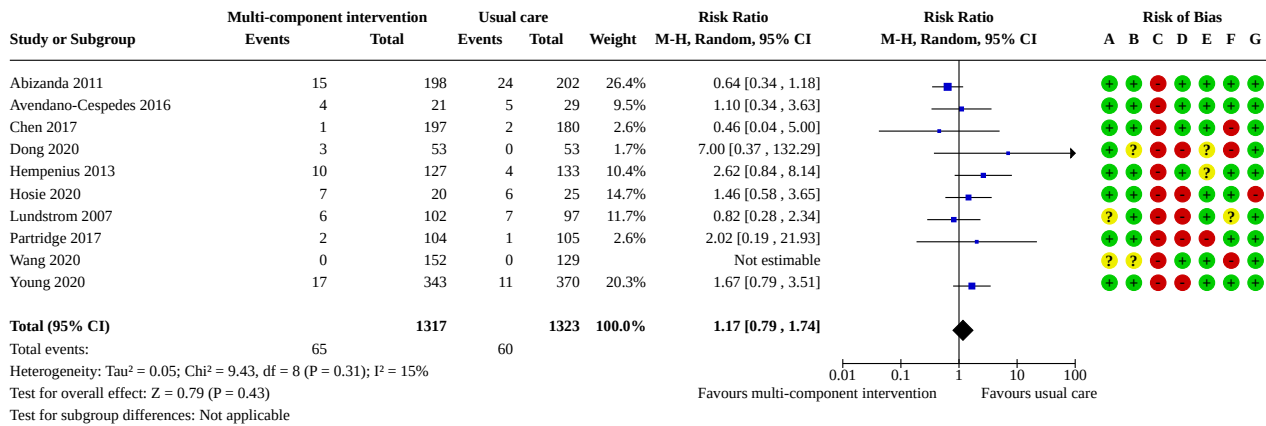 Multi-component intervention Usual care Risk Ratio Risk Ratio Risk of Bias
Study or Subgroup Events Total Events Total Weight M-H, Random, 95% CI M-H, Random, 95% CI A B C D E F G
Abizanda 2011 15 198 24 202 26.4% 0.64 [0.34 , 1.18] + + - + + + +
Avendano-Cespedes 2016 4 21 5 29 9.5% 1.10 [0.34 , 3.63] + + - + + + +
Chen 2017 1 197 2 180 2.6% 0.46 [0.04 , 5.00] + + - + + - +
Dong 2020 3 53 0 53 1.7% 7.00 [0.37 , 132.29] + ? - - ? - +
Hempenius 2013 10 127 4 133 10.4% 2.62 [0.84 , 8.14] + + - + ? + +
Hosie 2020 7 20 6 25 14.7% 1.46 [0.58 , 3.65] + + - - + + -
Lundstrom 2007 6 102 7 97 11.7% 0.82 [0.28 , 2.34] ? + - - + ? +
Partridge 2017 2 104 1 105 2.6% 2.02 [0.19 , 21.93] + + - - - + +
Wang 2020 0 152 0 129 Not estimable ? ? - + + - +
Young 2020 17 343 11 370 20.3% 1.67 [0.79 , 3.51] + + - - + + +
Total (95% CI) 1317 1323 100.0% 1.17 [0.79 , 1.74]
Total events: 65 60
Heterogeneity: Tau² = 0.05; Chi² = 9.43, df = 8 (P = 0.31); I² = 15%
Test for overall effect: Z = 0.79 (P = 0.43)
Test for subgroup differences: Not applicable
0.01 0.1 1 10 100
Favours multi-component intervention Favours usual care